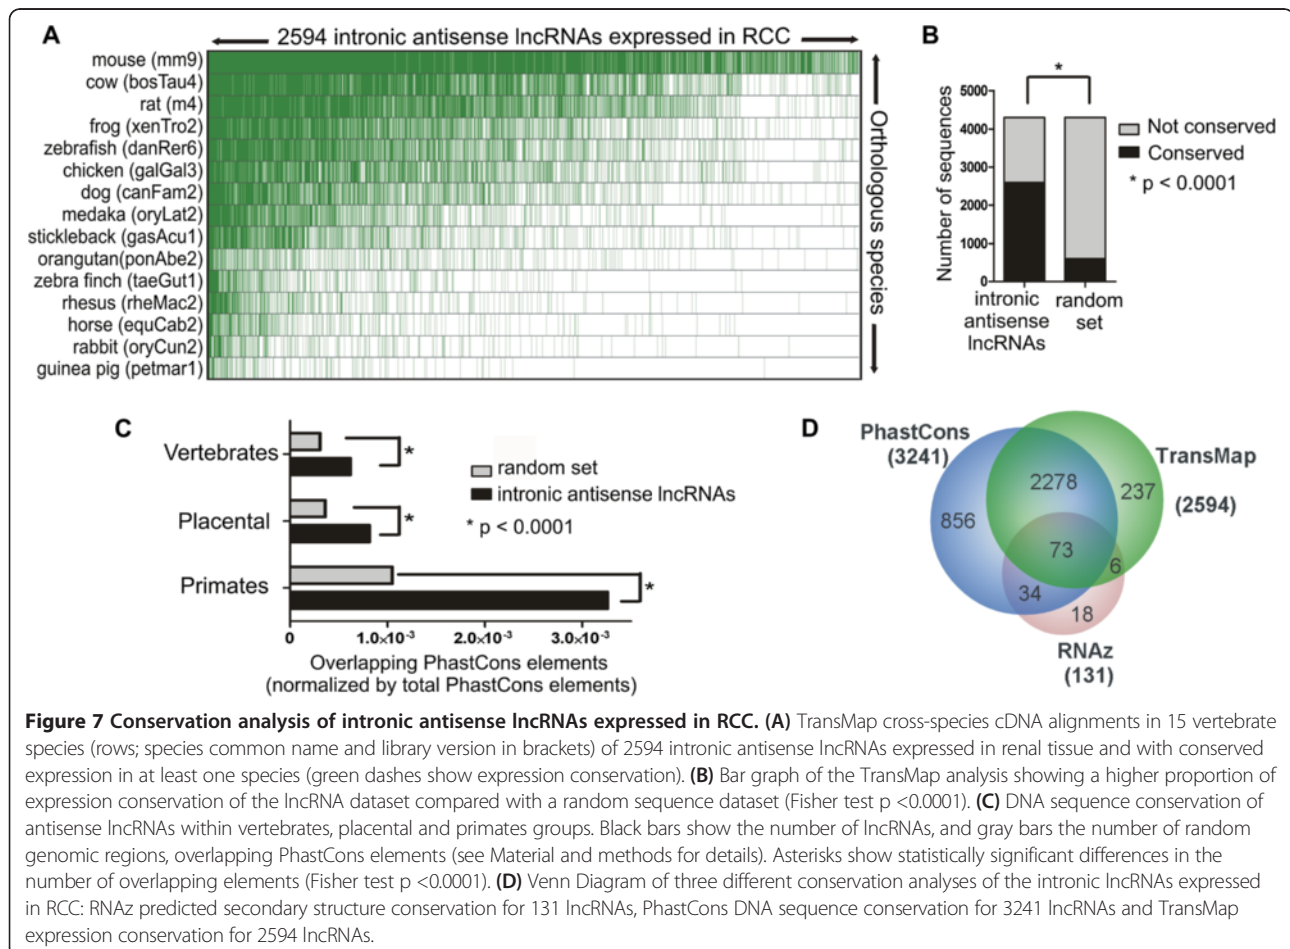 A
2594 intronic antisense lncRNAs expressed in RCC
mouse (mm9)
cow (bosTau4)
rat (m4)
frog (xenTro2)
zebrafish (danRer6)
chicken (galGal3)
dog (canFam2)
medaka (oryLat2)
stickleback (gasAcu1)
orangutan(ponAbe2)
zebra finch (taeGut1)
rhesus (rheMac2)
horse (equCab2)
rabbit (oryCun2)
guinea pig (petmar1)
Orthologous species
B
*
Number of sequences
5000
4000
3000
2000
1000
0
intronic
antisense
lncRNAs
random
set
Not conserved
Conserved
* p < 0.0001
C
Vertebrates
Placental
Primates
*
*
*
random set
intronic antisense lncRNAs
* p < 0.0001
0
1.0×10⁻³
2.0×10⁻³
3.0×10⁻³
Overlapping PhastCons elements
(normalized by total PhastCons elements)
D
PhastCons
(3241)
TransMap
(2594)
2278
237
856
73
6
34
18
RNAz
(131)
Figure 7 Conservation analysis of intronic antisense lncRNAs expressed in RCC. (A) TransMap cross-species cDNA alignments in 15 vertebrate
species (rows; species common name and library version in brackets) of 2594 intronic antisense lncRNAs expressed in renal tissue and with conserved
expression in at least one species (green dashes show expression conservation). (B) Bar graph of the TransMap analysis showing a higher proportion of
expression conservation of the lncRNA dataset compared with a random sequence dataset (Fisher test p <0.0001). (C) DNA sequence conservation of
antisense lncRNAs within vertebrates, placental and primates groups. Black bars show the number of lncRNAs, and gray bars the number of random
genomic regions, overlapping PhastCons elements (see Material and methods for details). Asterisks show statistically significant differences in the
number of overlapping elements (Fisher test p <0.0001). (D) Venn Diagram of three different conservation analyses of the intronic lncRNAs expressed
in RCC: RNAz predicted secondary structure conservation for 131 lncRNAs, PhastCons DNA sequence conservation for 3241 lncRNAs and TransMap
expression conservation for 2594 lncRNAs.